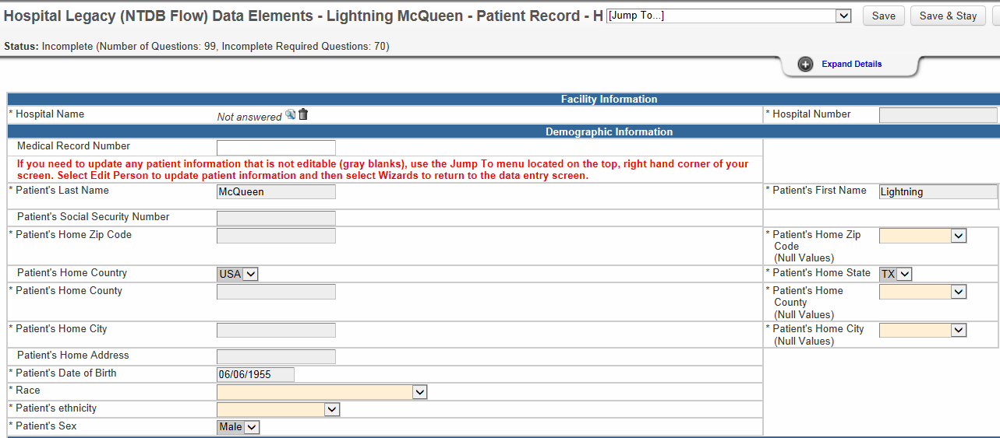 Hospital Legacy (NTDB Flow) Data Elements - Lightning McQueen - Patient Record - H [Jump To...] Save Save & Stay
Status: Incomplete (Number of Questions: 99, Incomplete Required Questions: 70)
Expand Details
Facility Information
* Hospital Name Not answered * Hospital Number
Demographic Information
Medical Record Number
If you need to update any patient information that is not editable (gray blanks), use the Jump To menu located on the top, right hand corner of your
screen. Select Edit Person to update patient information and then select Wizards to return to the data entry screen.
* Patient's Last Name McQueen * Patient's First Name Lightning
Patient's Social Security Number
* Patient's Home Zip Code * Patient's Home Zip
Code
(Null Values)
Patient's Home Country USA * Patient's Home State TX
* Patient's Home County * Patient's Home
County
(Null Values)
* Patient's Home City * Patient's Home City
(Null Values)
Patient's Home Address
* Patient's Date of Birth 06/06/1955
* Race
* Patient's ethnicity
* Patient's Sex Male